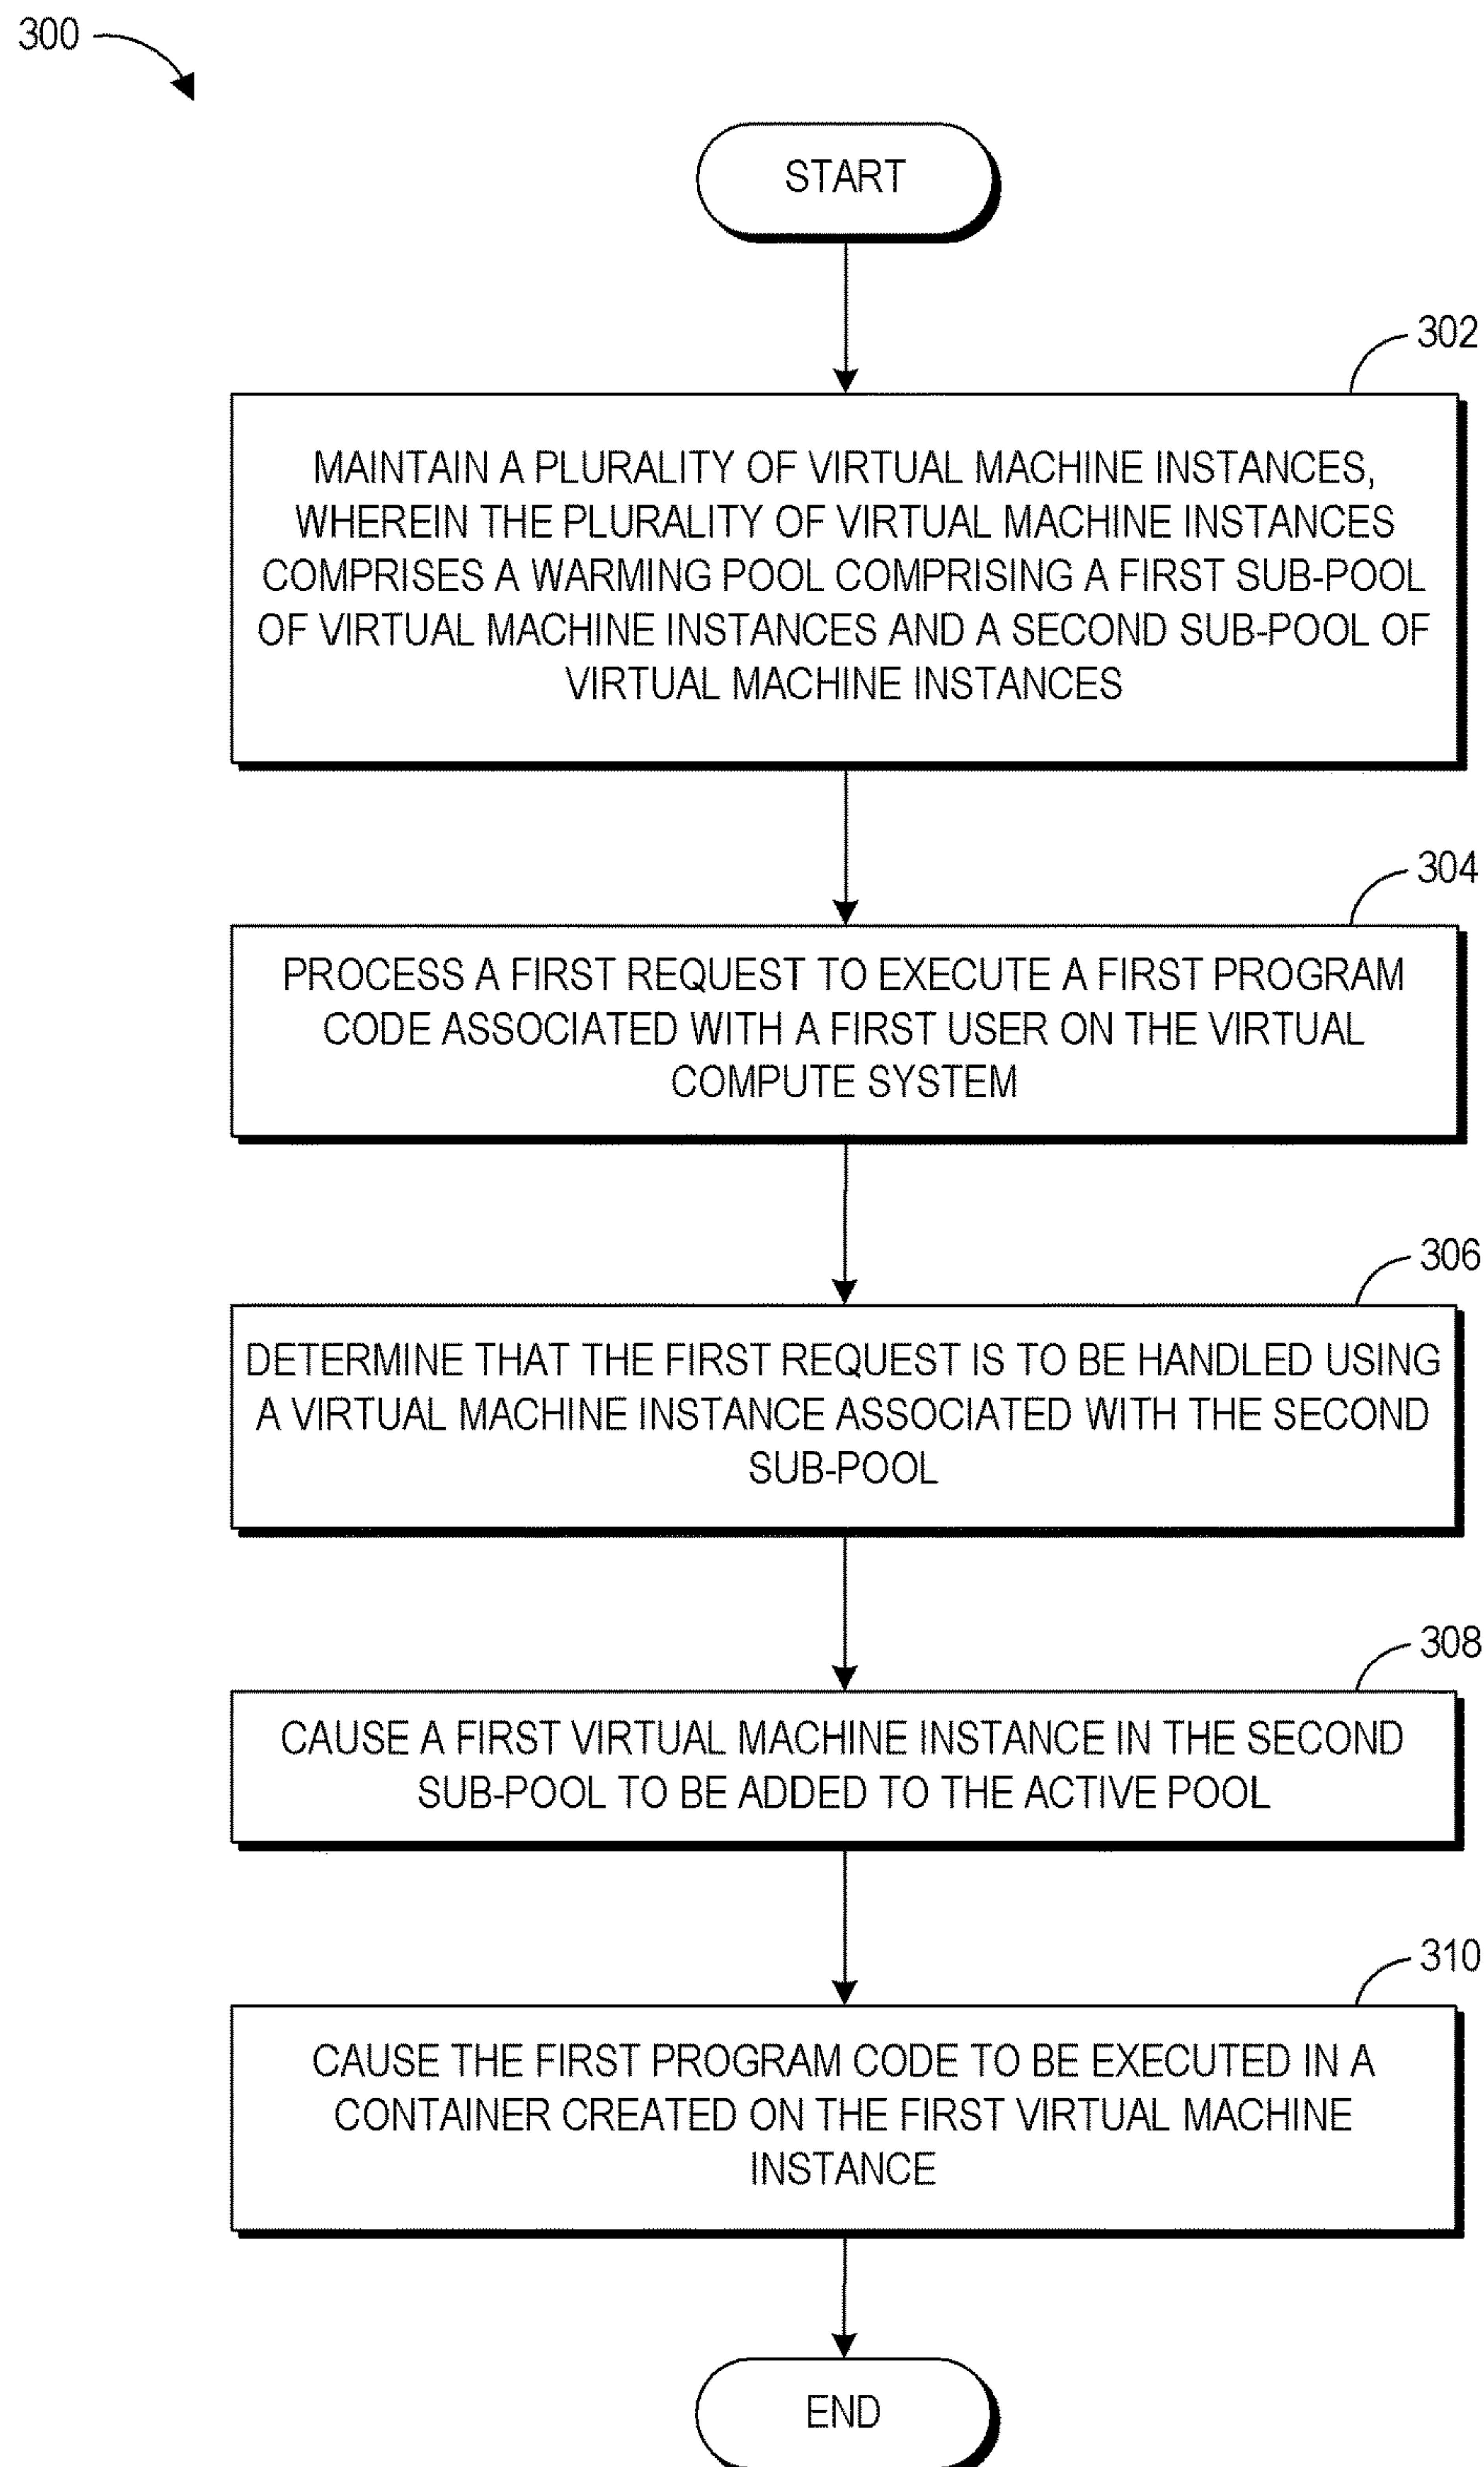 300
START
302
MAINTAIN A PLURALITY OF VIRTUAL MACHINE INSTANCES,
WHEREIN THE PLURALITY OF VIRTUAL MACHINE INSTANCES
COMPRISES A WARMING POOL COMPRISING A FIRST SUB-POOL
OF VIRTUAL MACHINE INSTANCES AND A SECOND SUB-POOL OF
VIRTUAL MACHINE INSTANCES
304
PROCESS A FIRST REQUEST TO EXECUTE A FIRST PROGRAM
CODE ASSOCIATED WITH A FIRST USER ON THE VIRTUAL
COMPUTE SYSTEM
306
DETERMINE THAT THE FIRST REQUEST IS TO BE HANDLED USING
A VIRTUAL MACHINE INSTANCE ASSOCIATED WITH THE SECOND
SUB-POOL
308
CAUSE A FIRST VIRTUAL MACHINE INSTANCE IN THE SECOND
SUB-POOL TO BE ADDED TO THE ACTIVE POOL
310
CAUSE THE FIRST PROGRAM CODE TO BE EXECUTED IN A
CONTAINER CREATED ON THE FIRST VIRTUAL MACHINE
INSTANCE
END